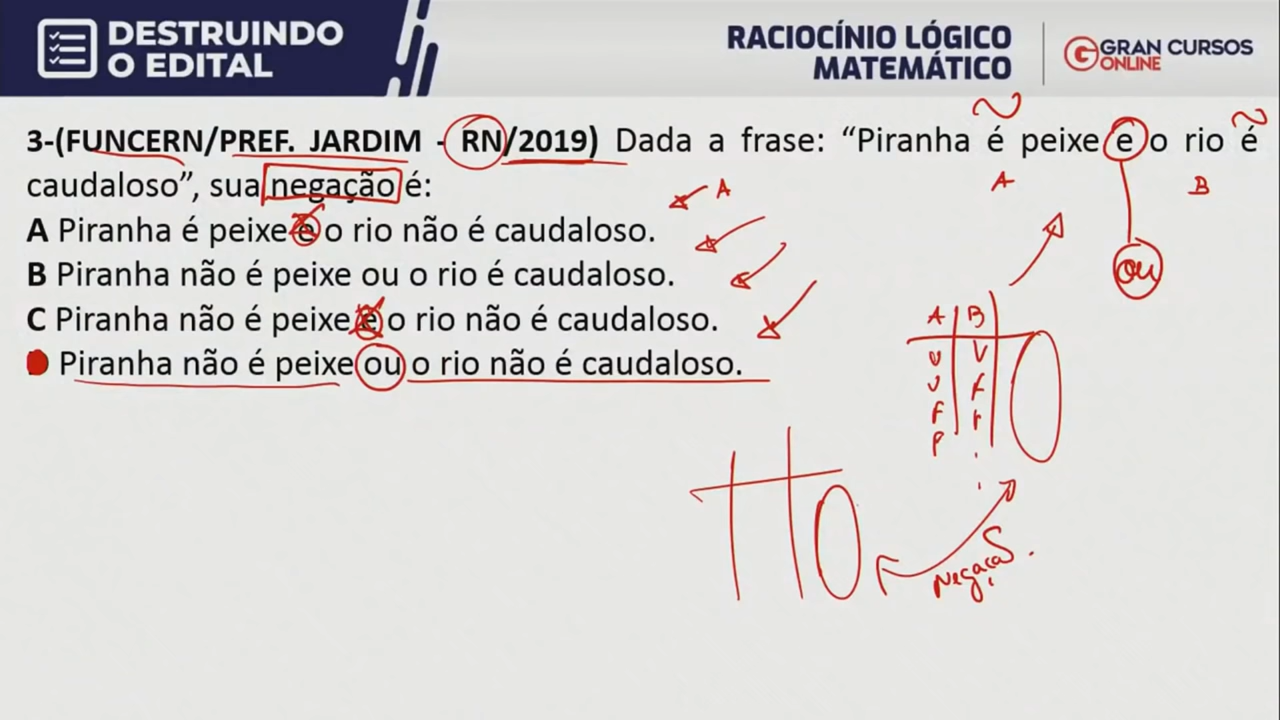 DESTRUINDO
O EDITAL
RACIOCÍNIO LÓGICO
MATEMÁTICO
GRAN CURSOS
ONLINE
3-(FUNCERN/PREF. JARDIM - RN/2019) Dada a frase: “Piranha é peixe e o rio é
caudaloso”, sua negação é:
A Piranha é peixe e o rio não é caudaloso.
B Piranha não é peixe ou o rio é caudaloso.
C Piranha não é peixe e o rio não é caudaloso.
Piranha não é peixe ou o rio não é caudaloso.
~ ~
A B
A
ou
A B
V V
V F
F
F
negação